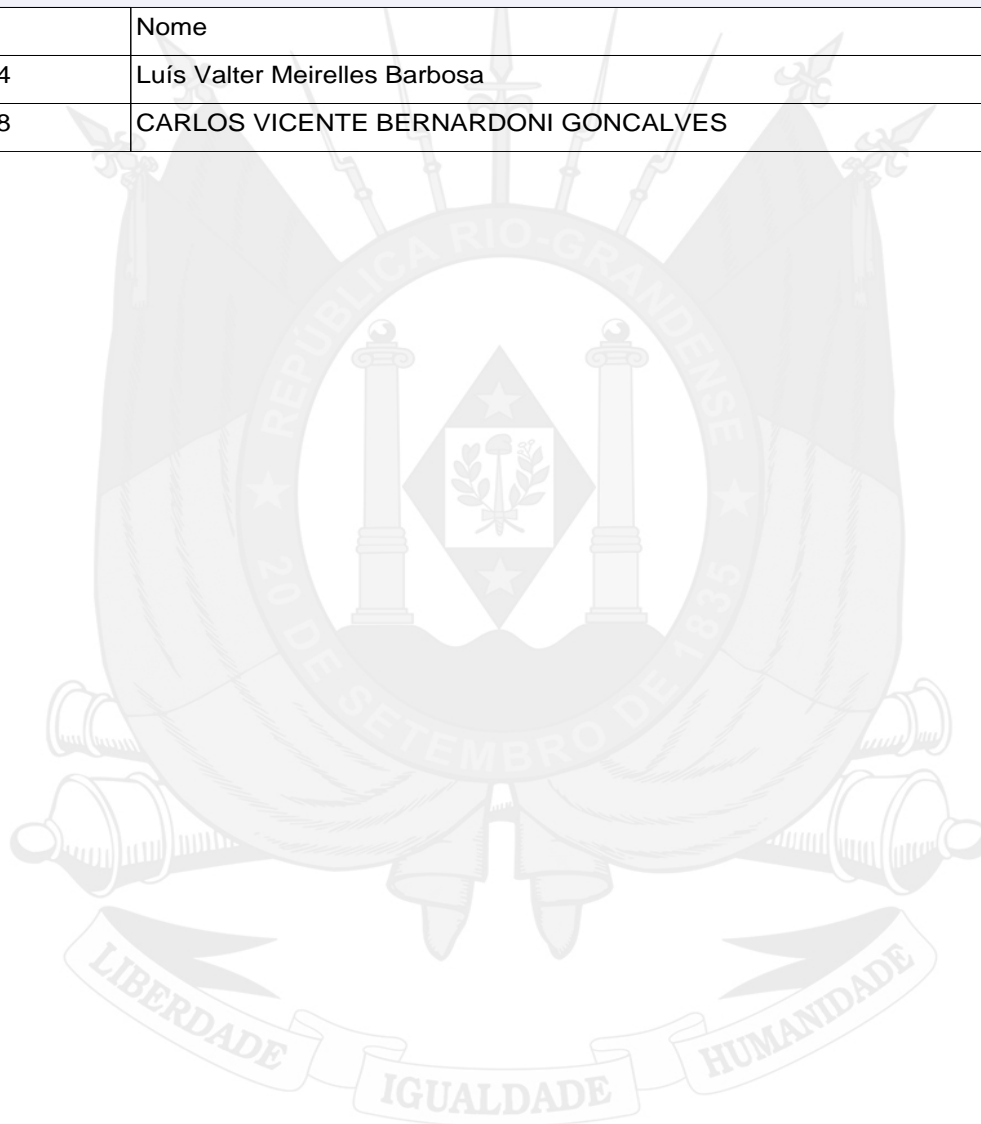 Nome
4 Luís Valter Meirelles Barbosa
8 CARLOS VICENTE BERNARDONI GONCALVES
REPÚBLICA RIO-GRANDENSE
★ 20 DE SETEMBRO DE 1835 ★
LIBERDADE
IGUALDADE
HUMANIDADE